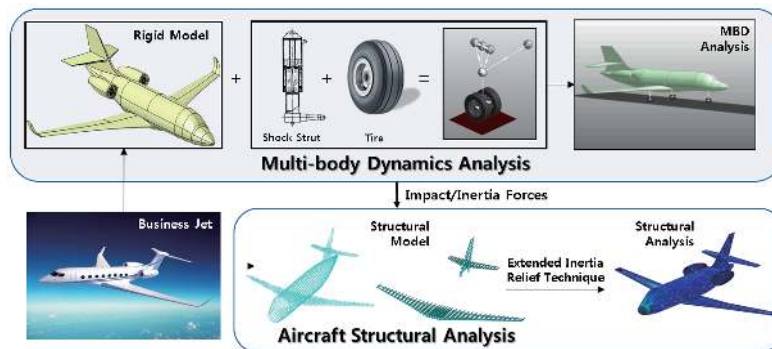 Rigid Model
+
+
=
Shock Strut
Tire
MBD
Analysis
Multi-body Dynamics Analysis
Impact/Inertia Forces
Business Jet
Structural
Model
Extended Inertia
Relief Technique
Structural
Analysis
Aircraft Structural Analysis